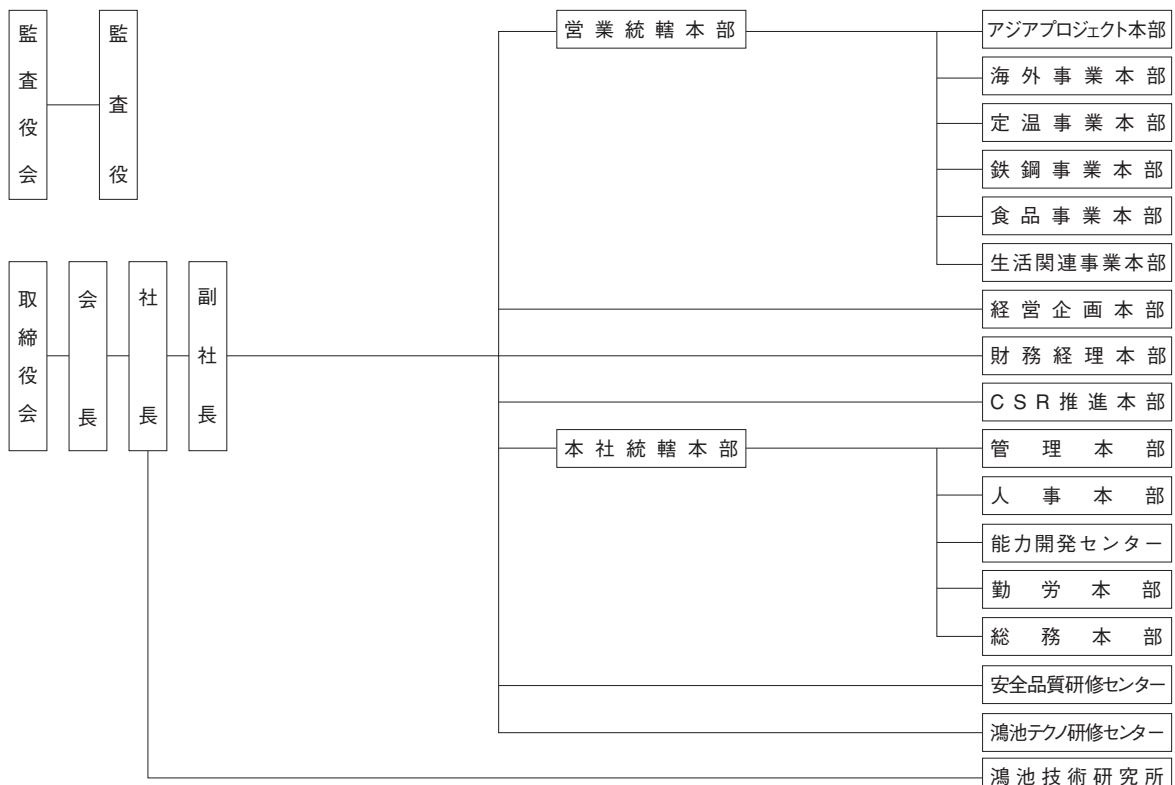 監査役会
監査役
取締役会
会長
社長
副社長
営業統轄本部
アジアプロジェクト本部
海外事業本部
定温事業本部
鉄鋼事業本部
食品事業本部
生活関連事業本部
経営企画本部
財務経理本部
CSR推進本部
本社統轄本部
管理本部
人事本部
能力開発センター
勤労本部
総務本部
安全品質研修センター
鴻池テクノ研修センター
鴻池技術研究所